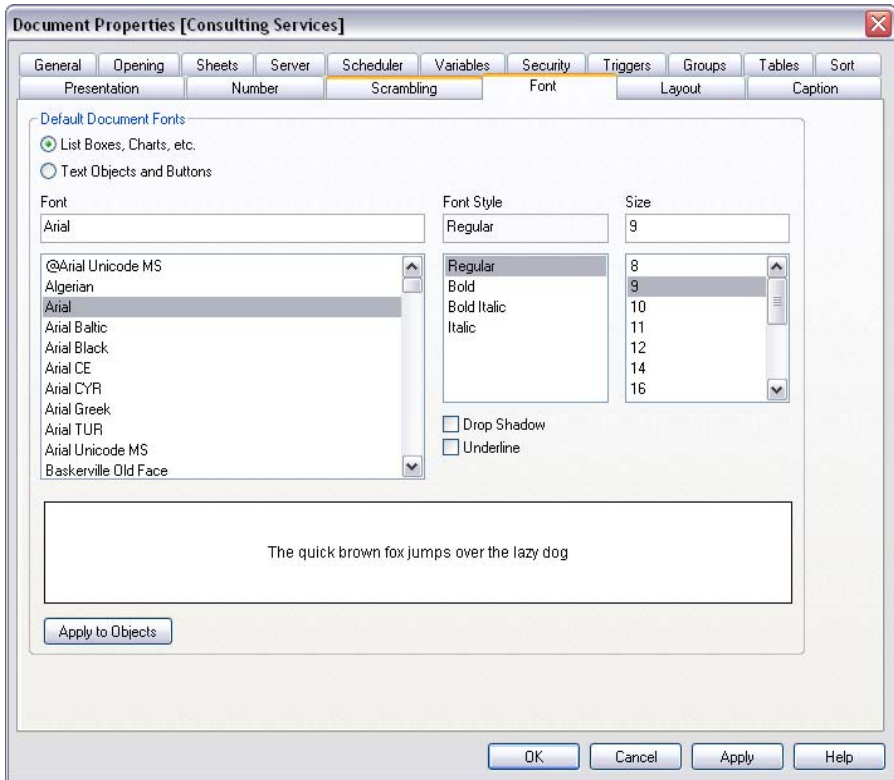 Document Properties [Consulting Services]
General Opening Sheets Server Scheduler Variables Security Triggers Groups Tables Sort
Presentation Number Scrambling Font Layout Caption
Default Document Fonts
List Boxes, Charts, etc.
Text Objects and Buttons
Font Font Style Size
Arial Regular 9
@Arial Unicode MS Regular 8
Algerian Bold 9
Arial Bold Italic 10
Arial Baltic Italic 11
Arial Black 12
Arial CE 14
Arial CYR 16
Arial Greek
Arial TUR Drop Shadow
Arial Unicode MS Underline
Baskerville Old Face
The quick brown fox jumps over the lazy dog
Apply to Objects
OK Cancel Apply Help